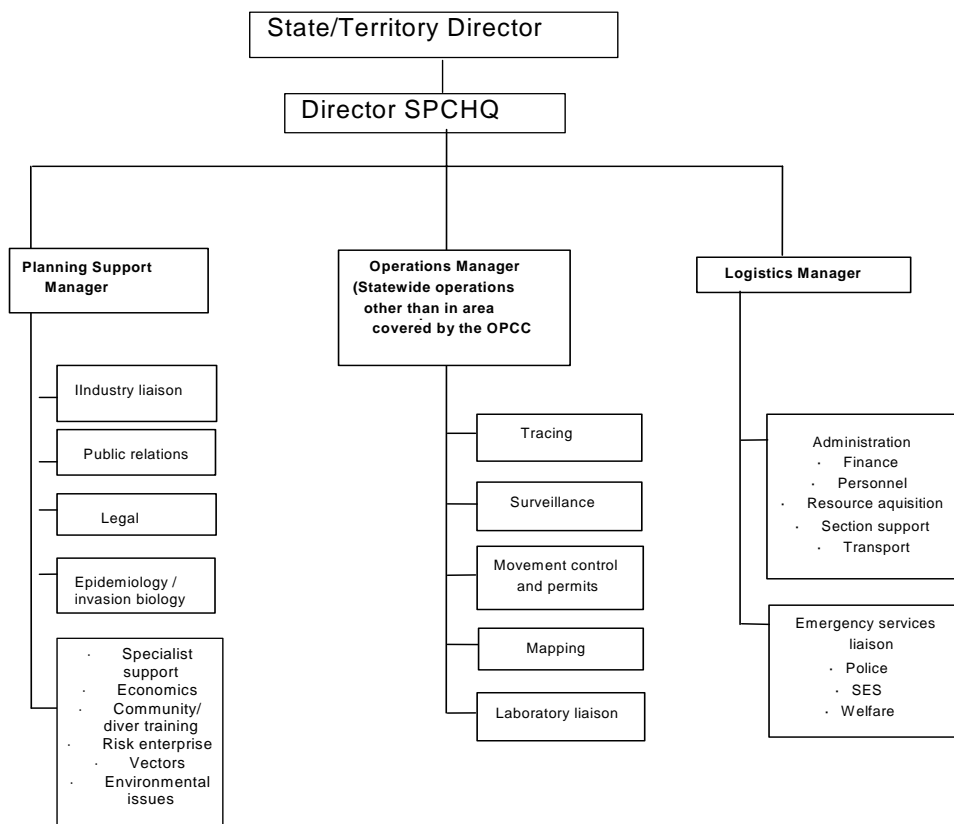 State/Territory Director
Director SPCHQ
Planning Support
Manager
IIndustry liaison
Public relations
Legal
Epidemiology /
invasion biology
· Specialist
support
· Economics
· Community/
diver training
· Risk enterprise
· Vectors
· Environmental
issues
Operations Manager
(Statewide operations
other than in area
covered by the OPCC
Tracing
Surveillance
Movement control
and permits
Mapping
Laboratory liaison
Logistics Manager
Administration
· Finance
· Personnel
· Resource aquisition
· Section support
· Transport
Emergency services
liaison
· Police
· SES
· Welfare